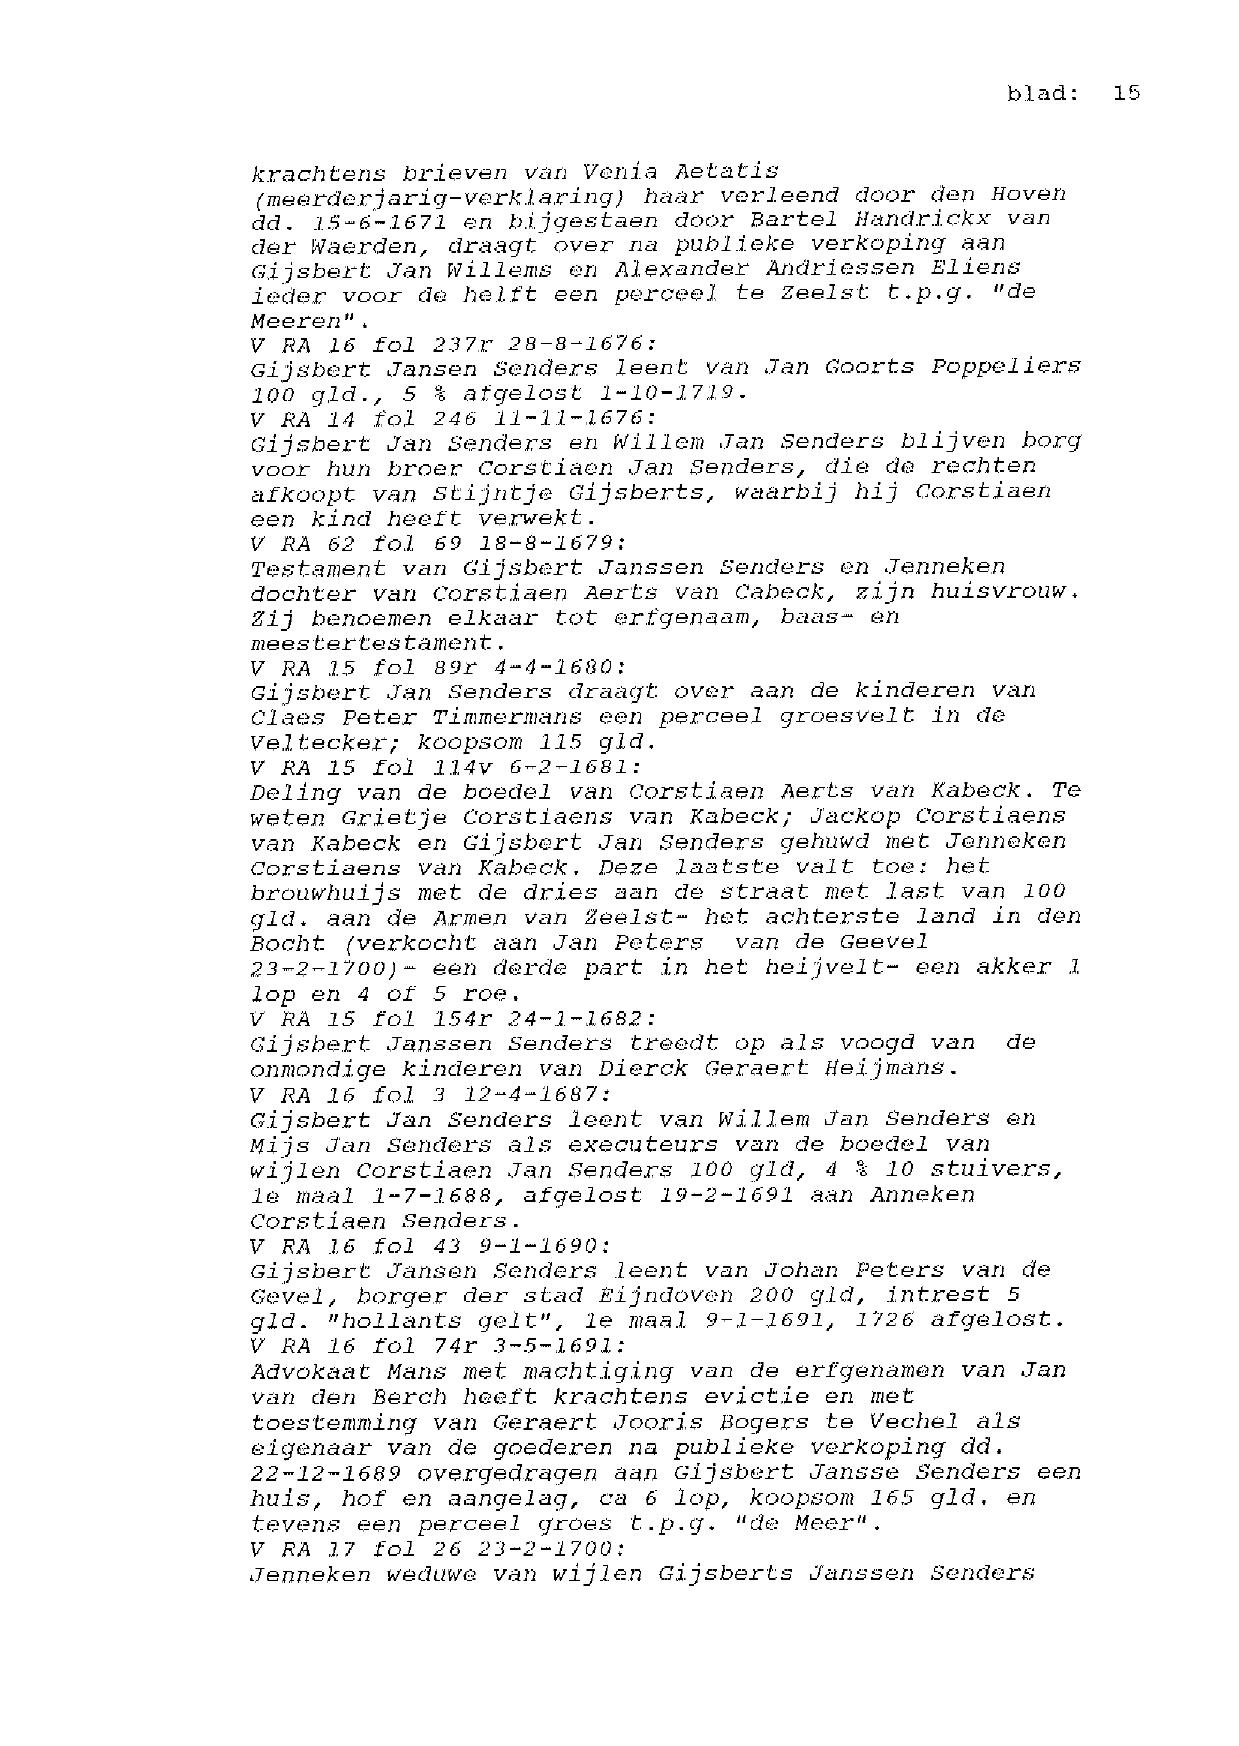 blad: 15
krachtens brieven van Venia Aetatis
(meerderjarig-verklaring) haar verleend door den Hoven
dd. 15-6-1671 en bijgestaen door Bartel Handrickx van
der Waerden, draagt over na publieke verkoping aan
Gijsbert Jan Willems en Alexander Andriessen Eliens
ieder voor de helft een perceel te Zeelst t.p.g. "de
Meeren".
V RA 16 fol 237r 28-8-1676:
Gijsbert Jansen Senders leent van Jan Goorts Poppeliers
100 gld., 5 % afgelost 1-10-1719.
V RA 14 fol 246 11-11-1676:
Gijsbert Jan Senders en Willem Jan Senders blijven borg
voor hun broer Corstiaen Jan Senders, die de rechten
afkoopt van Stijntje Gijsberts, waarbij hij Corstiaen
een kind heeft verwekt.
V RA 62 fol 69 18-8-1679:
Testament van Gijsbert Janssen Senders en Jenneken
dochter van Corstiaen Aerts van Cabeck, zijn huisvrouw.
Zij benoemen elkaar tot erfgenaam, baas- en
meestertestament.
V RA 15 fol 89r 4-4-1680:
Gijsbert Jan Senders draagt over aan de kinderen van
Claes Peter Timmermans een perceel groesvelt in de
Veltecker; koopsom 115 gld.
V RA 15 fol 114v 6-2-1681:
Deling van de boedel van Corstiaen Aerts van Kabeck. Te
weten Grietje Corstiaens van Kabeck; Jackop Corstiaens
van Kabeck en Gijsbert Jan Senders gehuwd met Jenneken
Corstiaens van Kabeck. Deze laatste valt toe: het
brouwhuijs met de dries aan de straat met last van 100
gld. aan de Armen van Zeelst- het achterste land in den
Bocht (verkocht aan Jan Peters van de Geevel
23-2-1700)- een derde part in het heijvelt- een akker 1
lop en 4 of 5 roe.
V RA 15 fol 154r 24-1-1682:
Gijsbert Janssen Senders treedt op als voogd van de
onmondige kinderen van Dierck Geraert Heijmans.
V RA 16 fol 3 12-4-1687:
Gijsbert Jan Senders leent van Willem Jan Senders en
Mijs Jan Senders als executeurs van de boedel van
wijlen Corstiaen Jan Senders 100 gld, 4 % 10 stuivers,
1e maal 1-7-1688, afgelost 19-2-1691 aan Anneken
Corstiaen Senders.
V RA 16 fol 43 9-1-1690:
Gijsbert Jansen Senders leent van Johan Peters van de
Gevel, borger der stad Eijndoven 200 gld, intrest 5
gld. "hollants gelt", 1e maal 9-1-1691, 1726 afgelost.
V RA 16 fol 74r 3-5-1691:
Advokaat Mans met machtiging van de erfgenamen van Jan
van den Berch heeft krachtens evictie en met
toestemming van Geraert Jooris Bogers te Vechel als
eigenaar van de goederen na publieke verkoping dd.
22-12-1689 overgedragen aan Gijsbert Jansse Senders een
huis, hof en aangelag, ca 6 lop, koopsom 165 gld. en
tevens een perceel groes t.p.g. "de Meer".
V RA 17 fol 26 23-2-1700:
Jenneken weduwe van wijlen Gijsberts Janssen Senders